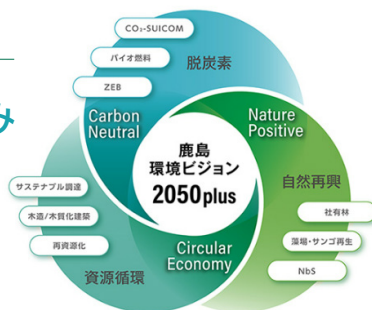 CO₂-SUICOM
バイオ燃料
ZEB
脱炭素
Carbon
Neutral
み
Nature
Positive
鹿島
環境ビジョン
2050plus
自然再興
社有林
藻場・サンゴ再生
NbS
サステナブル調達
木造/木質化建築
再資源化
資源循環
Circular
Economy